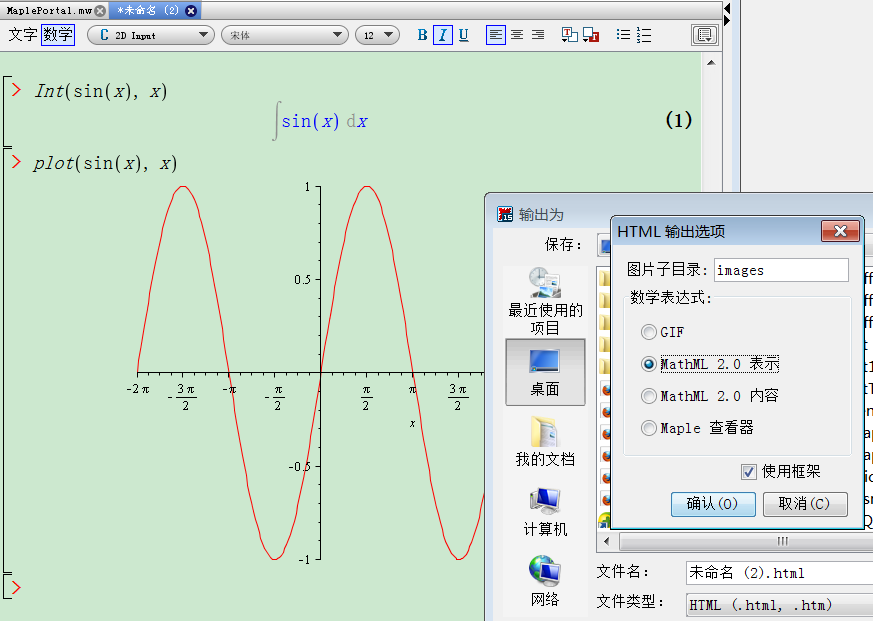 MaplePortal.mw
*未命名 (2)
文字 数学
C 2D Input
宋体
12
B I U
> Int(sin(x), x)
∫sin(x) dx
(1)
> plot(sin(x), x)
1
0.5
-2π
-3π/2
-π
-π/2
π/2
π
3π/2
x
-0.5
-1
>
输出为
保存:
最近使用的
项目
桌面
我的文档
计算机
网络
HTML 输出选项
图片子目录: images
数学表达式:
GIF
MathML 2.0 表示
MathML 2.0 内容
Maple 查看器
使用框架
确认(O) 取消(C)
文件名: 未命名 (2).html
文件类型: HTML (.html, .htm)